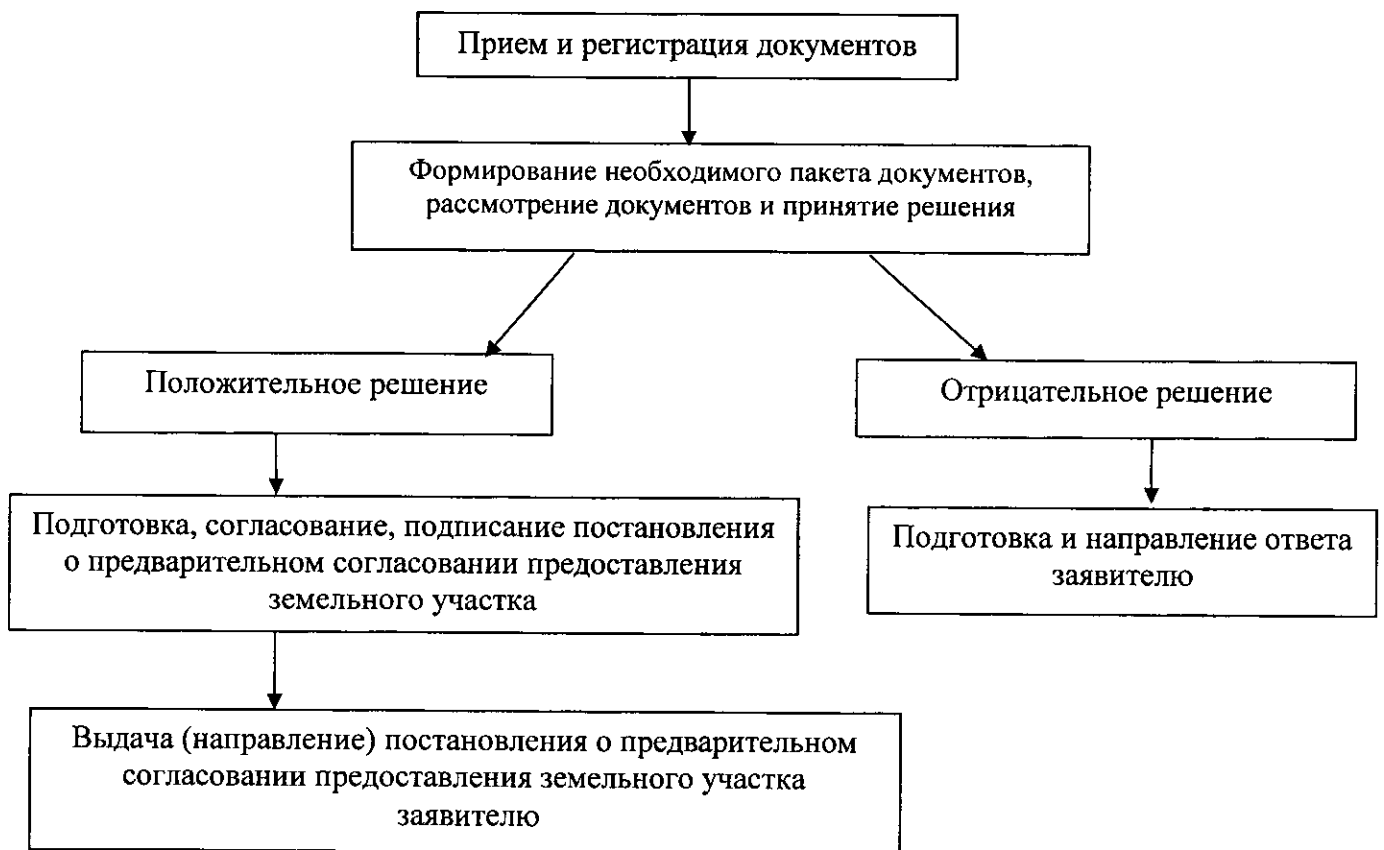 Прием и регистрация документов
Формирование необходимого пакета документов,
рассмотрение документов и принятие решения
Положительное решение
Отрицательное решение
Подготовка, согласование, подписание постановления
о предварительном согласовании предоставления
земельного участка
Подготовка и направление ответа
заявителю
Выдача (направление) постановления о предварительном
согласовании предоставления земельного участка
заявителю